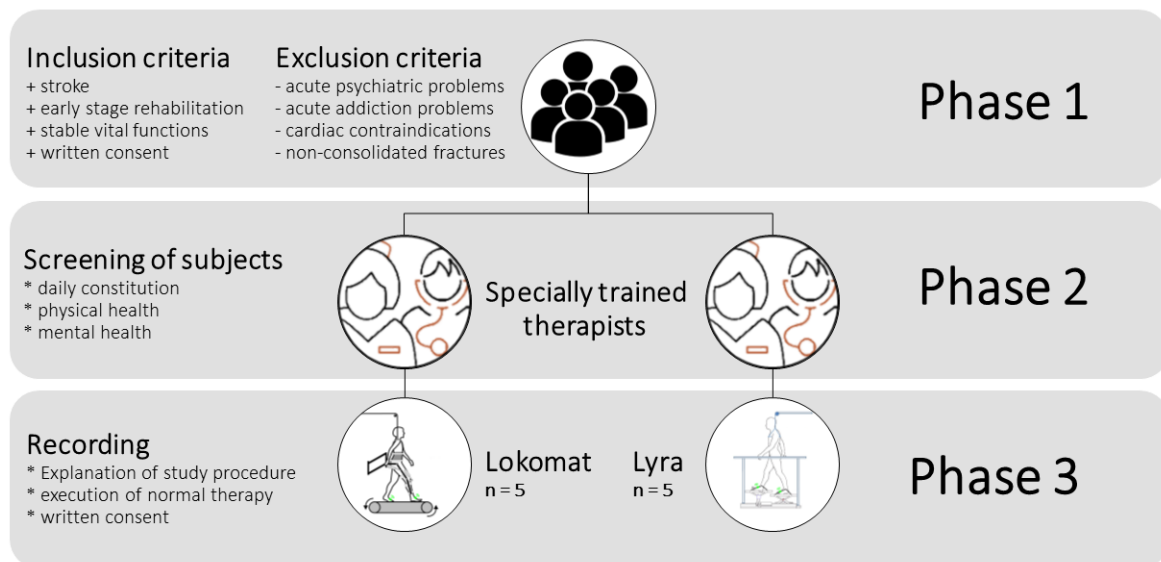 Inclusion criteria
+ stroke
+ early stage rehabilitation
+ stable vital functions
+ written consent
Exclusion criteria
- acute psychiatric problems
- acute addiction problems
- cardiac contraindications
- non-consolidated fractures
Phase 1
Screening of subjects
* daily constitution
* physical health
* mental health
Specially trained
therapists
Phase 2
Recording
* Explanation of study procedure
* execution of normal therapy
* written consent
Lokomat
n = 5
Lyra
n = 5
Phase 3